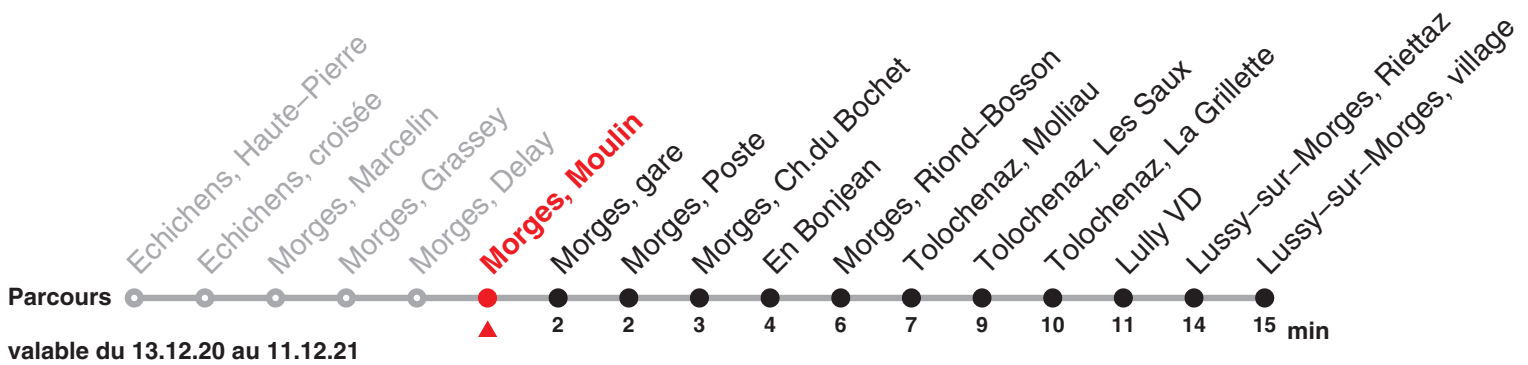 Echichens, Haute–Pierre
Echichens, croisée
Morges, Marcelin
Morges, Grassey
Morges, Delay
Morges, Moulin
Morges, gare
Morges, Poste
Morges, Ch.du Bochet
En Bonjean
Morges, Riond–Bosson
Tolochenaz, Molliau
Tolochenaz, Les Saux
Tolochenaz, La Grillette
Lully VD
Lussy–sur–Morges, Riettaz
Lussy–sur–Morges, village
Parcours
2 2 3 4 6 7 9 10 11 14 15 min
valable du 13.12.20 au 11.12.21